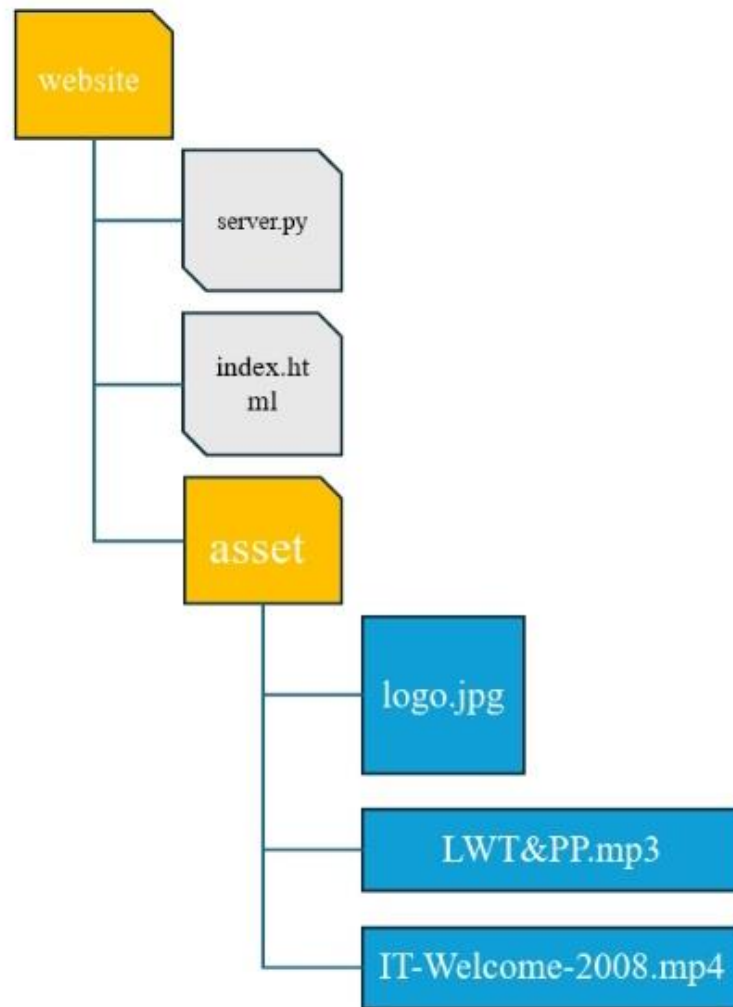 website
server.py
index.ht
ml
asset
logo.jpg
LWT&PP.mp3
IT-Welcome-2008.mp4